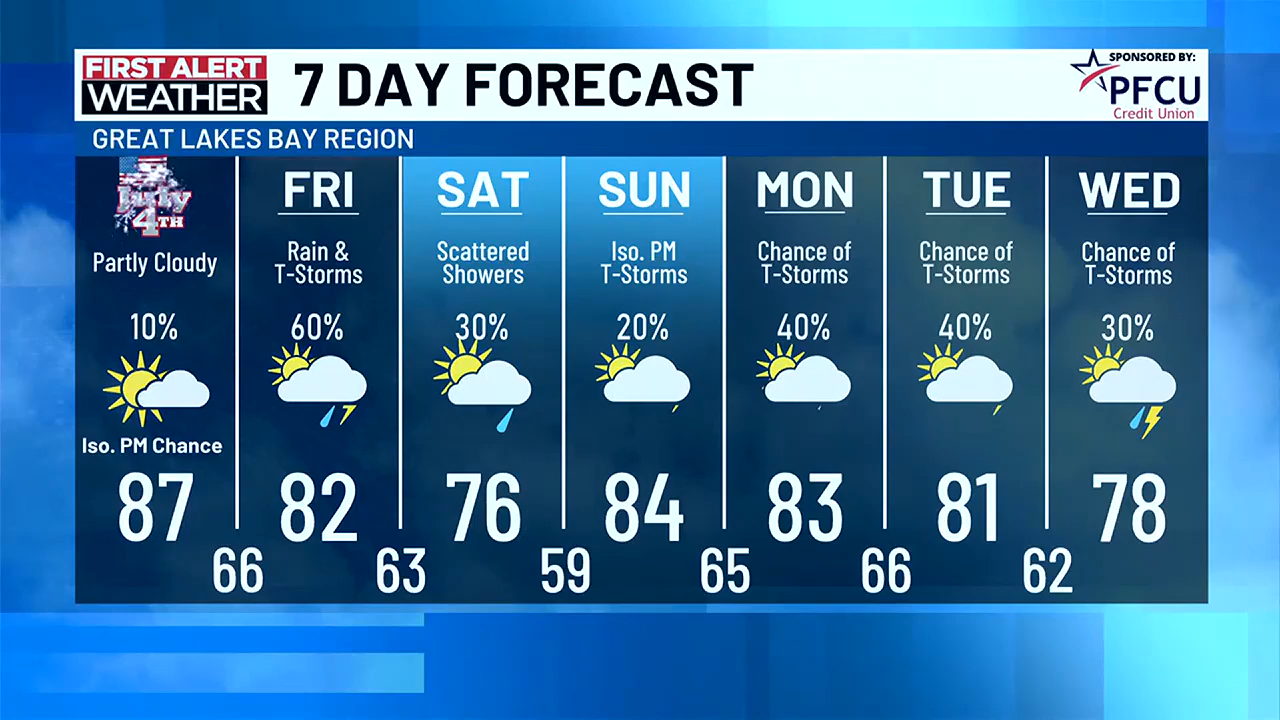 FIRST ALERT
WEATHER
7 DAY FORECAST
SPONSORED BY:
PFCU
Credit Union
GREAT LAKES BAY REGION
July
4TH
Partly Cloudy
10%
Iso. PM Chance
87
FRI
Rain &
T-Storms
60%
82
SAT
Scattered
Showers
30%
76
SUN
Iso. PM
T-Storms
20%
84
MON
Chance of
T-Storms
40%
83
TUE
Chance of
T-Storms
40%
81
WED
Chance of
T-Storms
30%
78
66
63
59
65
66
62